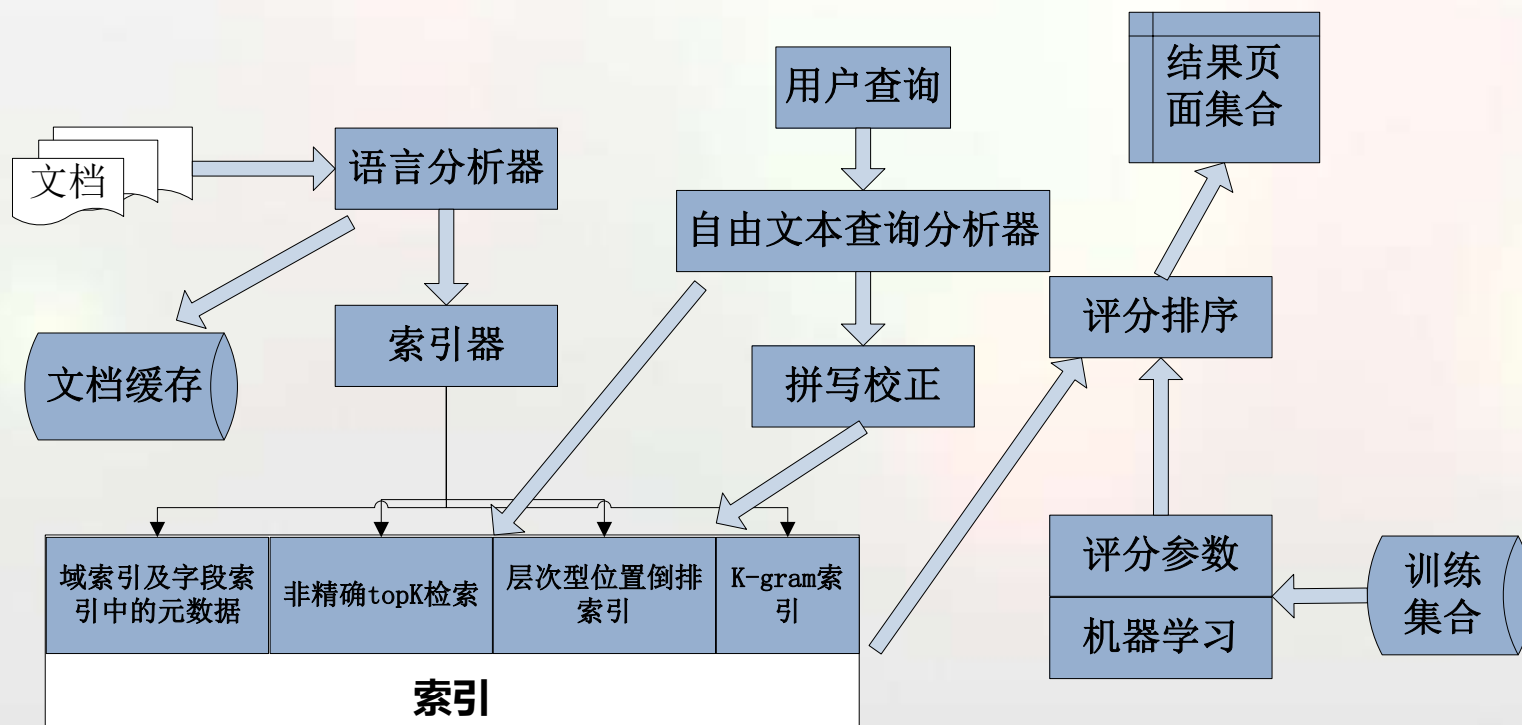 用户查询
结果页
面集合
文档
语言分析器
自由文本查询分析器
索引器
评分排序
文档缓存
拼写校正
域索引及字段索
引中的元数据
非精确topK检索
层次型位置倒排
索引
K-gram索
引
评分参数
机器学习
训练
集合
索引